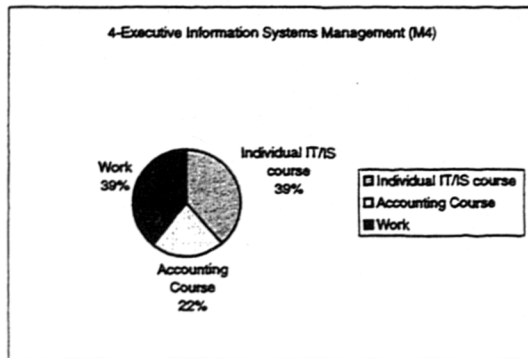 4-Executive Information Systems Management (M4)
Work
39%
Individual IT/IS
course
39%
Accounting
Course
22%
Individual IT/IS course
Accounting Course
Work